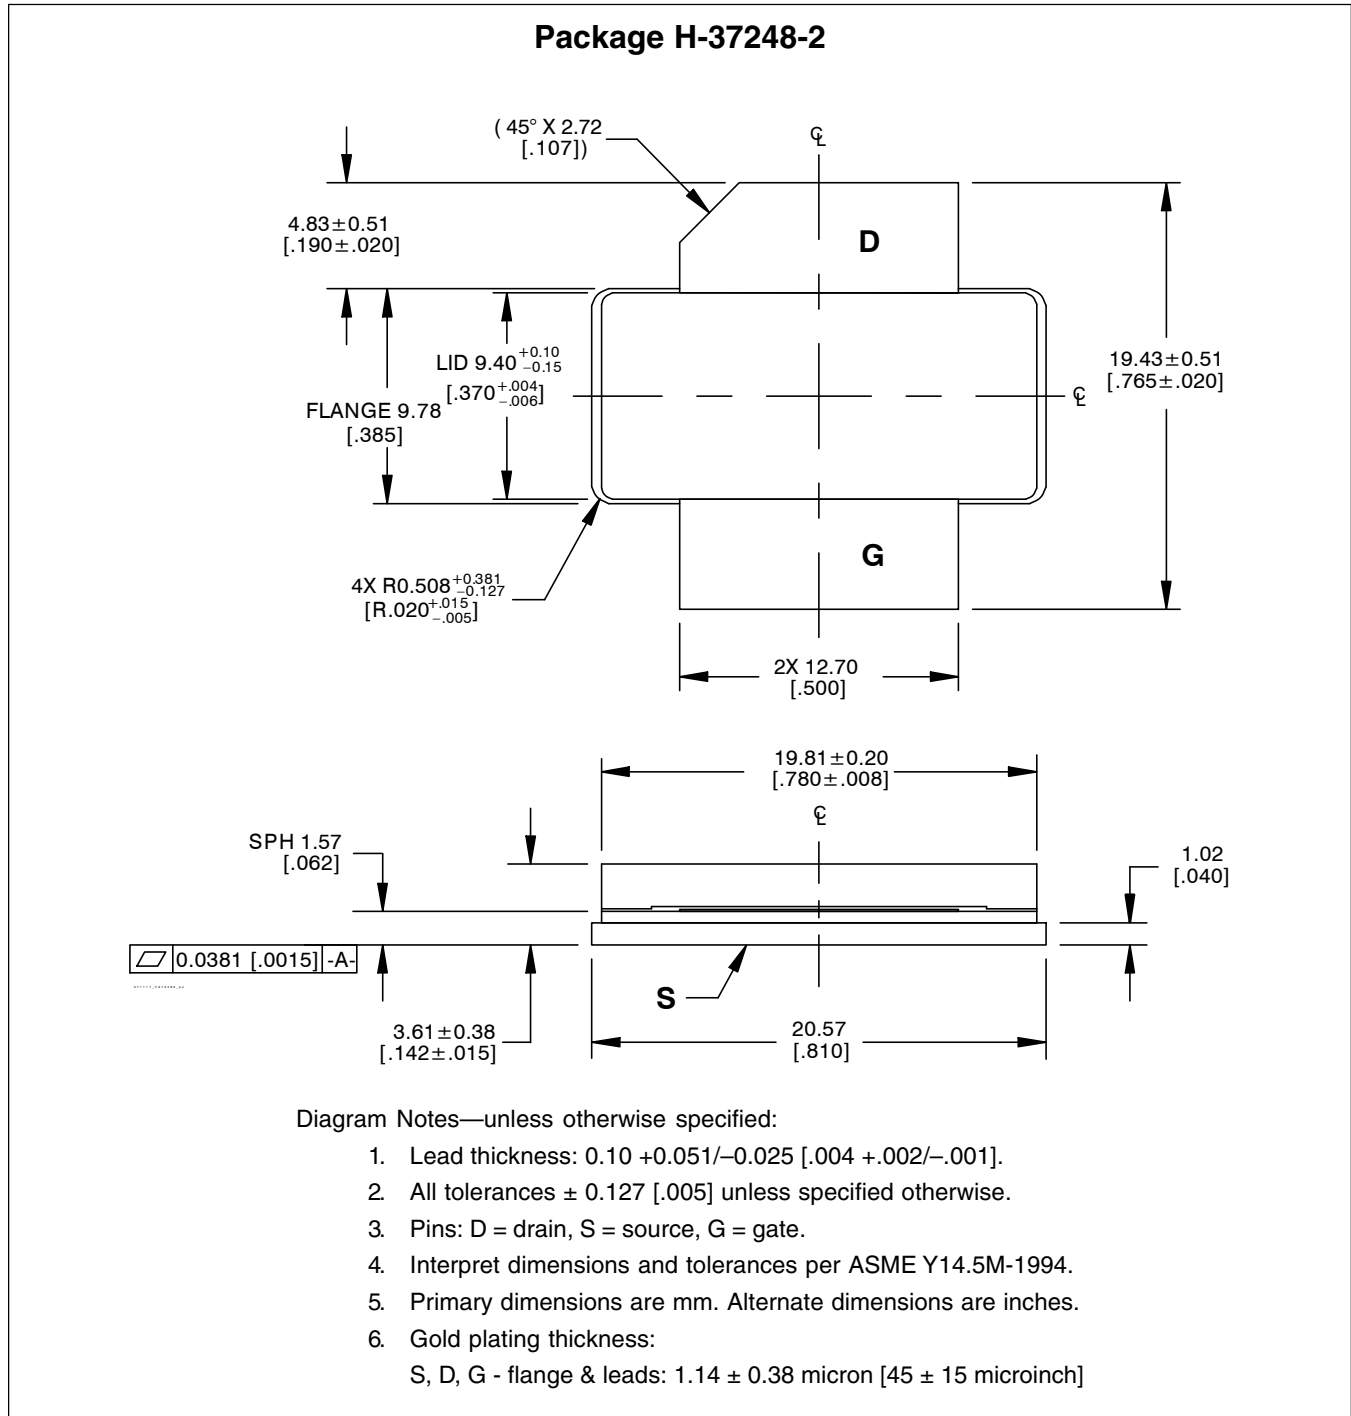 Package H-37248-2
( 45° X 2.72
[.107])
℄
4.83±0.51
[.190±.020]
D
LID 9.40 +0.10 −0.15
[.370 +.004 −.006]
19.43±0.51
[.765±.020]
℄
FLANGE 9.78
[.385]
G
4X R0.508 +0.381 −0.127
[R.020 +.015 −.005]
2X 12.70
[.500]
19.81±0.20
[.780±.008]
℄
SPH 1.57
[.062]
1.02
[.040]
⏥ 0.0381 [.0015] -A-
S
3.61±0.38
[.142±.015]
20.57
[.810]
Diagram Notes—unless otherwise specified:
1. Lead thickness: 0.10 +0.051/–0.025 [.004 +.002/–.001].
2. All tolerances ± 0.127 [.005] unless specified otherwise.
3. Pins: D = drain, S = source, G = gate.
4. Interpret dimensions and tolerances per ASME Y14.5M-1994.
5. Primary dimensions are mm. Alternate dimensions are inches.
6. Gold plating thickness:
S, D, G - flange & leads: 1.14 ± 0.38 micron [45 ± 15 microinch]